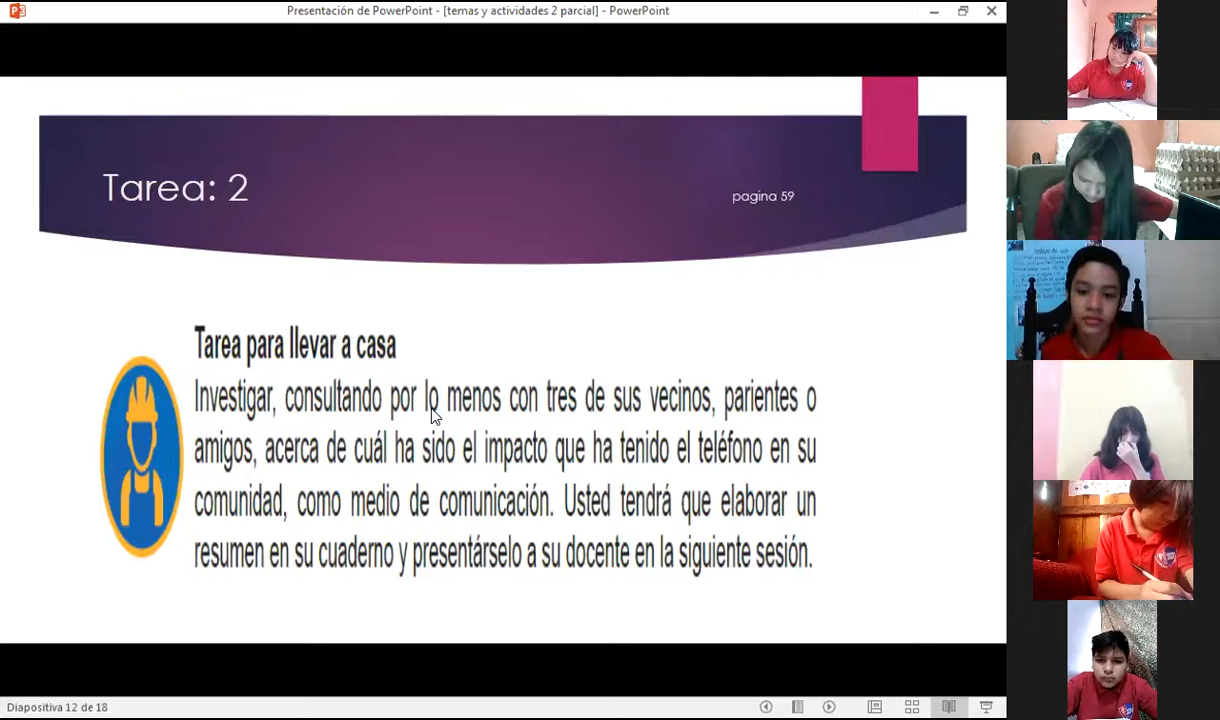 Presentación de PowerPoint - [temas y actividades 2 parcial] - PowerPoint
Tarea: 2
pagina 59
Tarea para llevar a casa
Investigar, consultando por lo menos con tres de sus vecinos, parientes o
amigos, acerca de cuál ha sido el impacto que ha tenido el teléfono en su
comunidad, como medio de comunicación. Usted tendrá que elaborar un
resumen en su cuaderno y presentárselo a su docente en la siguiente sesión.
Diapositiva 12 de 18